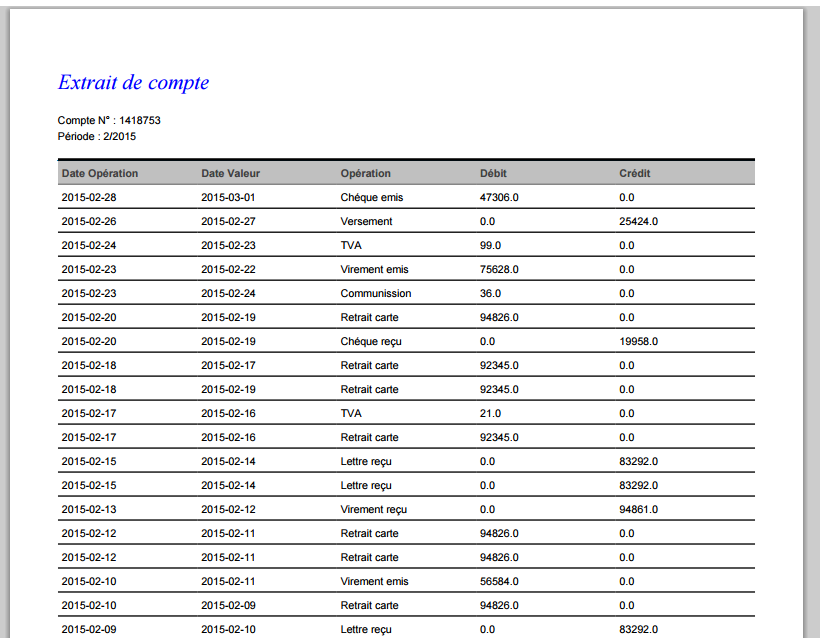 Extrait de compte
Compte N° : 1418753
Période : 2/2015
Date Opération Date Valeur Opération Débit Crédit
2015-02-28 2015-03-01 Chéque emis 47306.0 0.0
2015-02-26 2015-02-27 Versement 0.0 25424.0
2015-02-24 2015-02-23 TVA 99.0 0.0
2015-02-23 2015-02-22 Virement emis 75628.0 0.0
2015-02-23 2015-02-24 Communission 36.0 0.0
2015-02-20 2015-02-19 Retrait carte 94826.0 0.0
2015-02-20 2015-02-19 Chéque reçu 0.0 19958.0
2015-02-18 2015-02-17 Retrait carte 92345.0 0.0
2015-02-18 2015-02-19 Retrait carte 92345.0 0.0
2015-02-17 2015-02-16 TVA 21.0 0.0
2015-02-17 2015-02-16 Retrait carte 92345.0 0.0
2015-02-15 2015-02-14 Lettre reçu 0.0 83292.0
2015-02-15 2015-02-14 Lettre reçu 0.0 83292.0
2015-02-13 2015-02-12 Virement reçu 0.0 94861.0
2015-02-12 2015-02-11 Retrait carte 94826.0 0.0
2015-02-12 2015-02-11 Retrait carte 94826.0 0.0
2015-02-10 2015-02-11 Virement emis 56584.0 0.0
2015-02-10 2015-02-09 Retrait carte 94826.0 0.0
2015-02-09 2015-02-10 Lettre reçu 0.0 83292.0